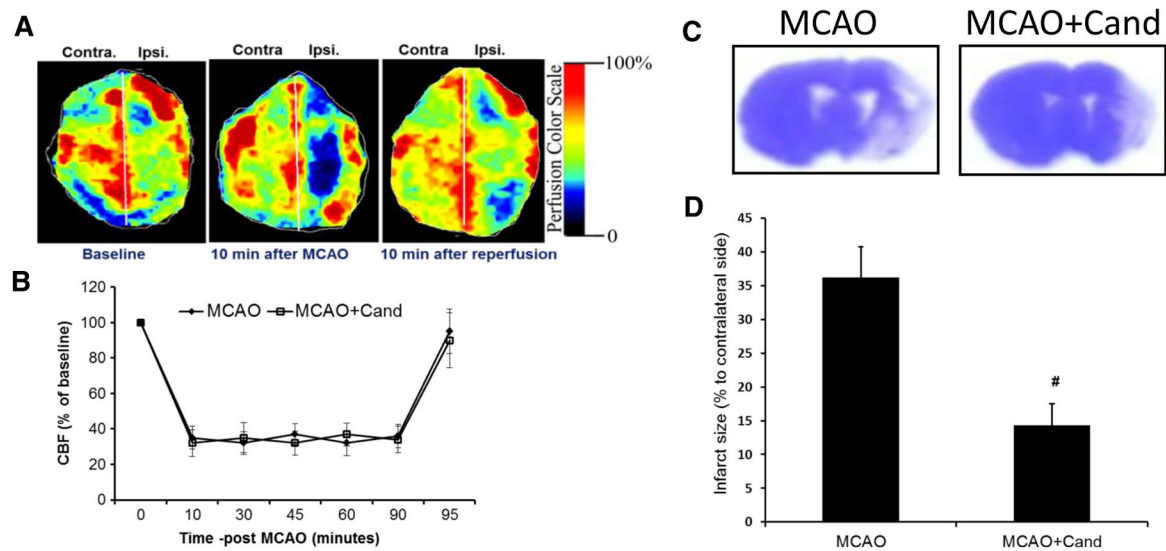 A
Contra. Ipsi.
Contra Ipsi.
Contra Ipsi.
Perfusion Color Scale
100%
0
Baseline
10 min after MCAO
10 min after reperfusion
B
120
100
80
60
40
20
0
CBF (% of baseline)
MCAO MCAO+Cand
0 10 30 45 60 90 95
Time -post MCAO (minutes)
C
MCAO
MCAO+Cand
D
45
40
35
30
25
20
15
10
5
0
Infarct size (% to contralateral side)
#
MCAO MCAO+Cand